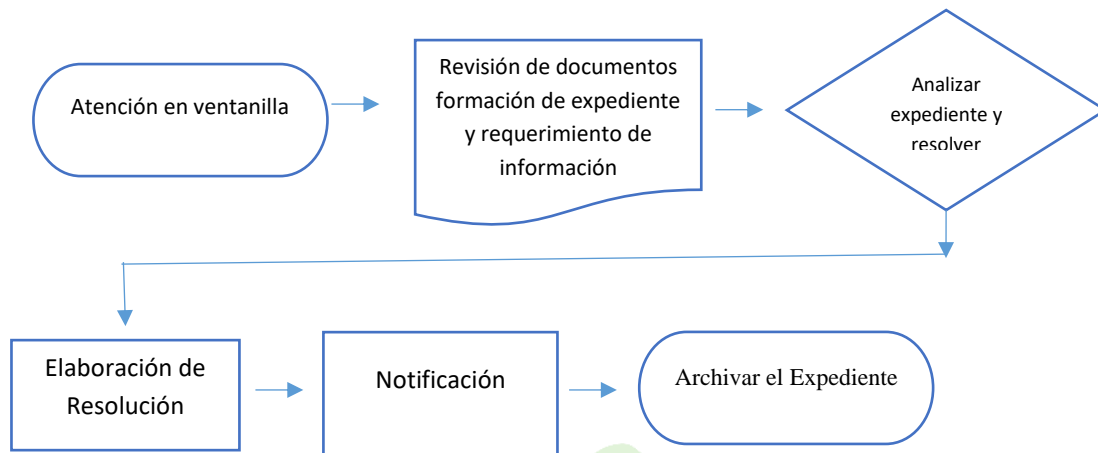 Atención en ventanilla
Revisión de documentos
formación de expediente
y requerimiento de
información
Analizar
expediente y
resolver
Elaboración de
Resolución
Notificación
Archivar el Expediente